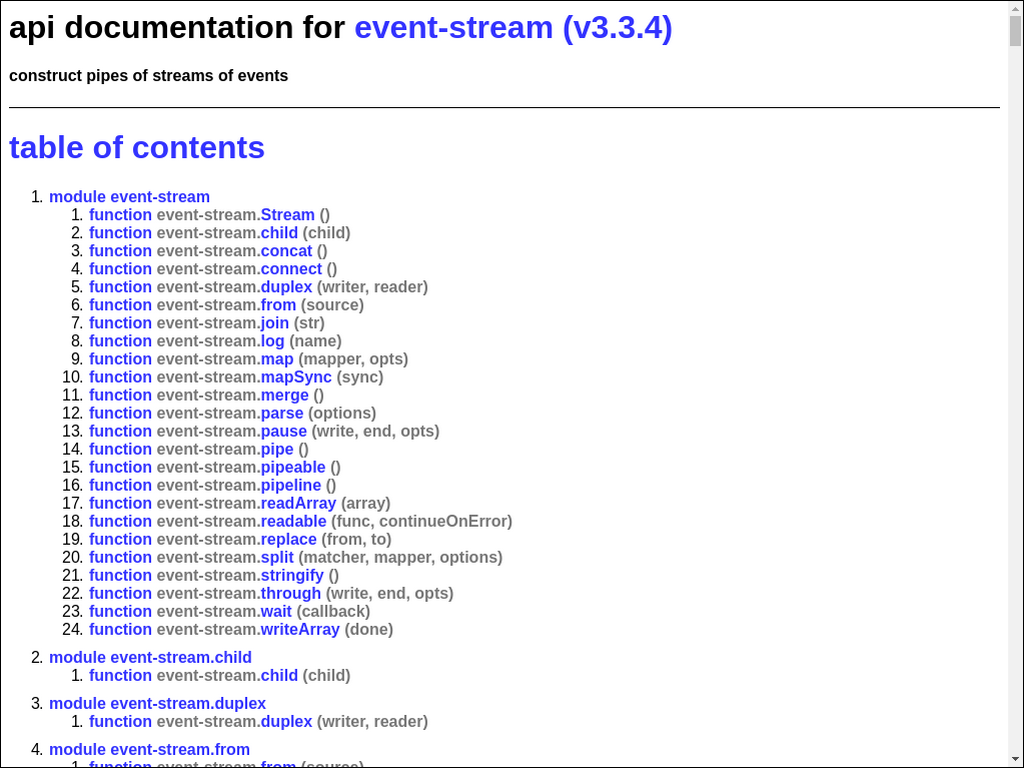 api documentation for event-stream (v3.3.4)
construct pipes of streams of events
table of contents
1. module event-stream
1. function event-stream.Stream ()
2. function event-stream.child (child)
3. function event-stream.concat ()
4. function event-stream.connect ()
5. function event-stream.duplex (writer, reader)
6. function event-stream.from (source)
7. function event-stream.join (str)
8. function event-stream.log (name)
9. function event-stream.map (mapper, opts)
10. function event-stream.mapSync (sync)
11. function event-stream.merge ()
12. function event-stream.parse (options)
13. function event-stream.pause (write, end, opts)
14. function event-stream.pipe ()
15. function event-stream.pipeable ()
16. function event-stream.pipeline ()
17. function event-stream.readArray (array)
18. function event-stream.readable (func, continueOnError)
19. function event-stream.replace (from, to)
20. function event-stream.split (matcher, mapper, options)
21. function event-stream.stringify ()
22. function event-stream.through (write, end, opts)
23. function event-stream.wait (callback)
24. function event-stream.writeArray (done)
2. module event-stream.child
1. function event-stream.child (child)
3. module event-stream.duplex
1. function event-stream.duplex (writer, reader)
4. module event-stream.from
1. function event-stream.from (source)